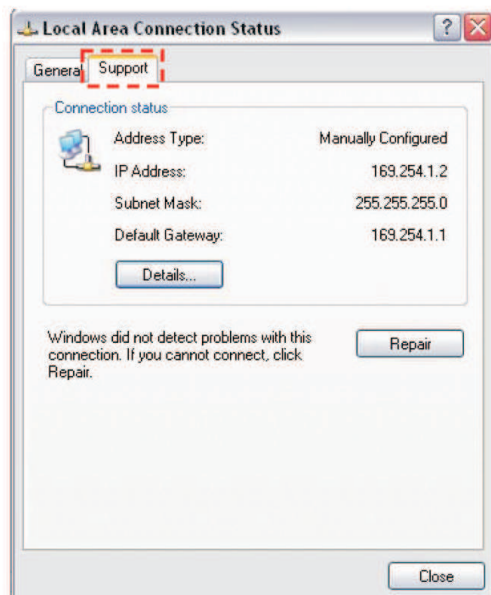 Local Area Connection Status
?
X
General
Support
Connection status
Address Type: Manually Configured
IP Address: 169.254.1.2
Subnet Mask: 255.255.255.0
Default Gateway: 169.254.1.1
Details...
Windows did not detect problems with this
connection. If you cannot connect, click
Repair.
Repair
Close